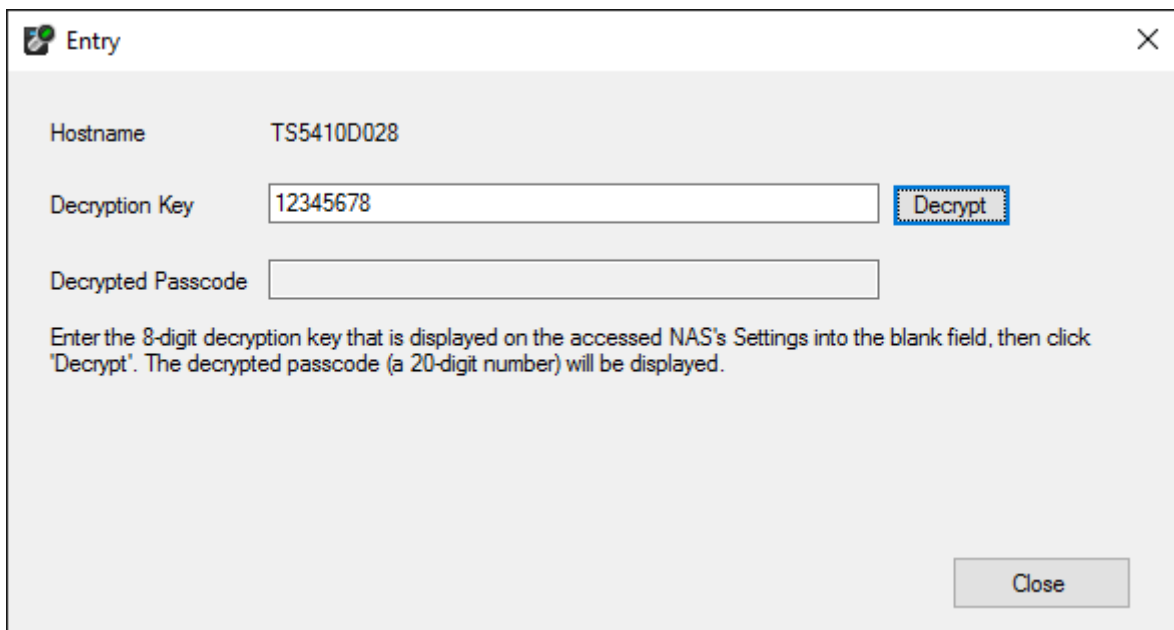 Entry
Hostname TS5410D028
Decryption Key 12345678 Decrypt
Decrypted Passcode
Enter the 8-digit decryption key that is displayed on the accessed NAS's Settings into the blank field, then click
'Decrypt'. The decrypted passcode (a 20-digit number) will be displayed.
Close